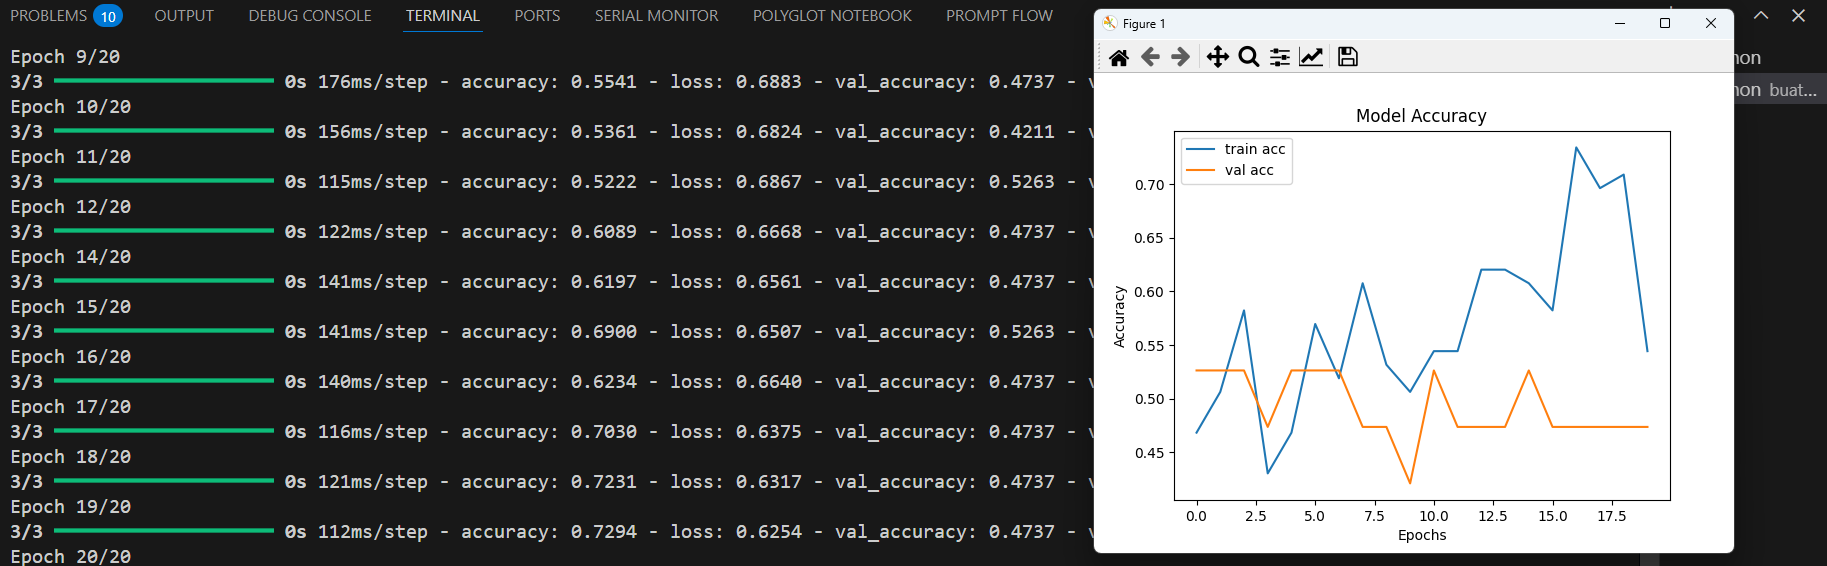 PROBLEMS 10 OUTPUT DEBUG CONSOLE TERMINAL PORTS SERIAL MONITOR POLYGLOT NOTEBOOK PROMPT FLOW
Epoch 9/20
3/3 0s 176ms/step - accuracy: 0.5541 - loss: 0.6883 - val_accuracy: 0.4737 -
Epoch 10/20
3/3 0s 156ms/step - accuracy: 0.5361 - loss: 0.6824 - val_accuracy: 0.4211 -
Epoch 11/20
3/3 0s 115ms/step - accuracy: 0.5222 - loss: 0.6867 - val_accuracy: 0.5263 -
Epoch 12/20
3/3 0s 122ms/step - accuracy: 0.6089 - loss: 0.6668 - val_accuracy: 0.4737 -
Epoch 14/20
3/3 0s 141ms/step - accuracy: 0.6197 - loss: 0.6561 - val_accuracy: 0.4737 -
Epoch 15/20
3/3 0s 141ms/step - accuracy: 0.6900 - loss: 0.6507 - val_accuracy: 0.5263 -
Epoch 16/20
3/3 0s 140ms/step - accuracy: 0.6234 - loss: 0.6640 - val_accuracy: 0.4737 -
Epoch 17/20
3/3 0s 116ms/step - accuracy: 0.7030 - loss: 0.6375 - val_accuracy: 0.4737 -
Epoch 18/20
3/3 0s 121ms/step - accuracy: 0.7231 - loss: 0.6317 - val_accuracy: 0.4737 -
Epoch 19/20
3/3 0s 112ms/step - accuracy: 0.7294 - loss: 0.6254 - val_accuracy: 0.4737 -
Epoch 20/20
Figure 1
Model Accuracy
train acc
val acc
Accuracy
0.70
0.65
0.60
0.55
0.50
0.45
0.0 2.5 5.0 7.5 10.0 12.5 15.0 17.5
Epochs
buat...